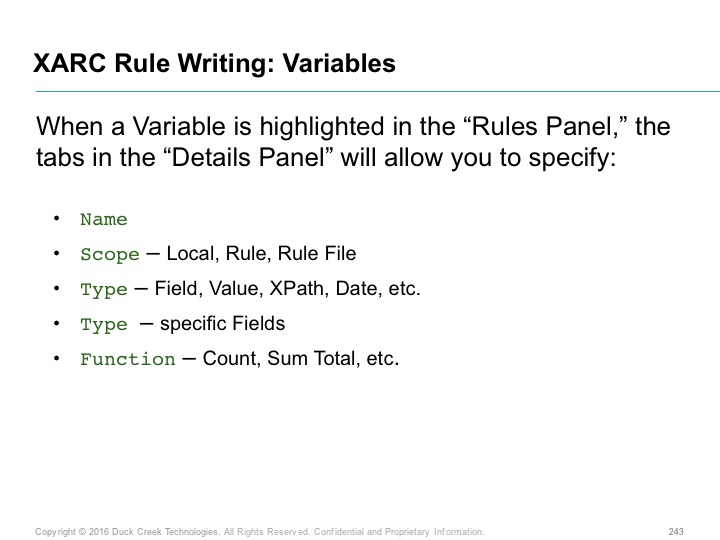 XARC Rule Writing: Variables
When a Variable is highlighted in the “Rules Panel,” the
tabs in the “Details Panel” will allow you to specify:
• Name
• Scope – Local, Rule, Rule File
• Type – Field, Value, XPath, Date, etc.
• Type – specific Fields
• Function – Count, Sum Total, etc.
Copyright © 2016 Duck Creek Technologies. All Rights Reserved. Confidential and Proprietary Information. 243